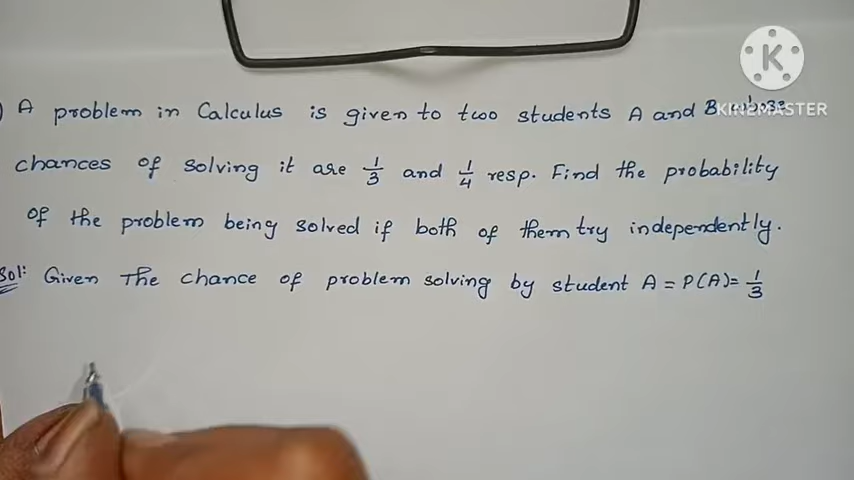 ) A problem in Calculus is given to two students A and B whose
chances of solving it are 1/3 and 1/4 resp. Find the probability
of the problem being solved if both of them try independently.
Sol: Given The chance of problem solving by student A = P(A) = 1/3
K
KINEMASTER